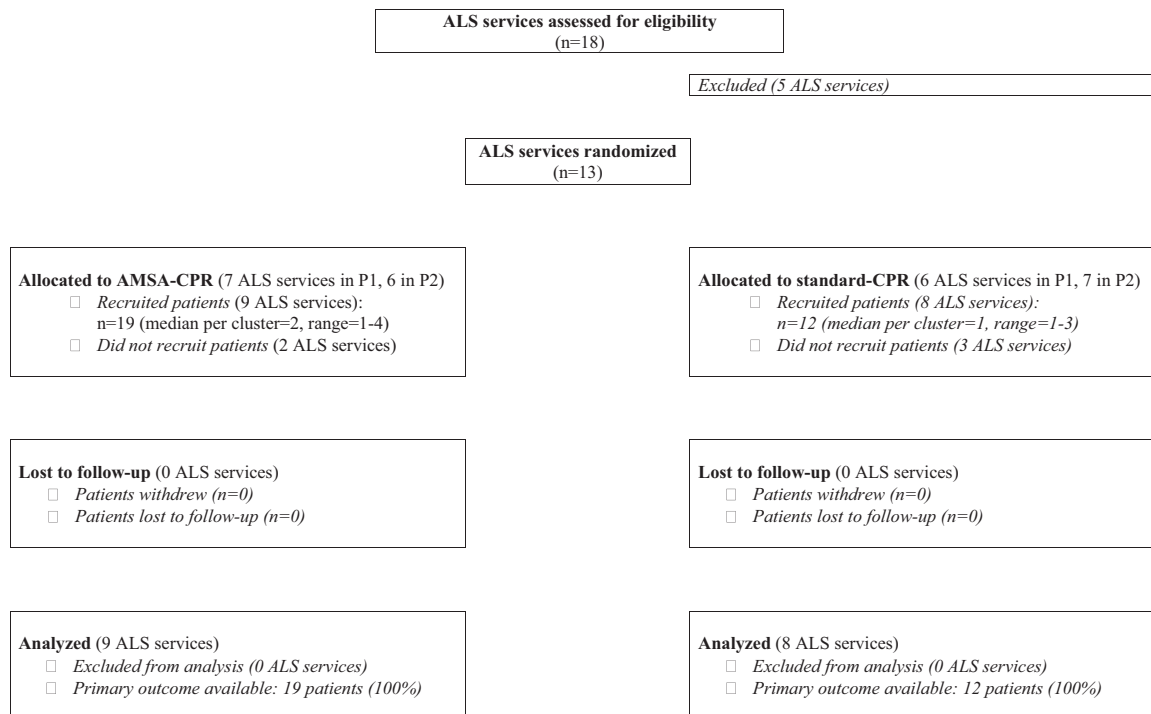 ALS services assessed for eligibility
(n=18)
Excluded (5 ALS services)
ALS services randomized
(n=13)
Allocated to AMSA-CPR (7 ALS services in P1, 6 in P2)
Recruited patients (9 ALS services):
n=19 (median per cluster=2, range=1-4)
Did not recruit patients (2 ALS services)
Allocated to standard-CPR (6 ALS services in P1, 7 in P2)
Recruited patients (8 ALS services):
n=12 (median per cluster=1, range=1-3)
Did not recruit patients (3 ALS services)
Lost to follow-up (0 ALS services)
Patients withdrew (n=0)
Patients lost to follow-up (n=0)
Lost to follow-up (0 ALS services)
Patients withdrew (n=0)
Patients lost to follow-up (n=0)
Analyzed (9 ALS services)
Excluded from analysis (0 ALS services)
Primary outcome available: 19 patients (100%)
Analyzed (8 ALS services)
Excluded from analysis (0 ALS services)
Primary outcome available: 12 patients (100%)